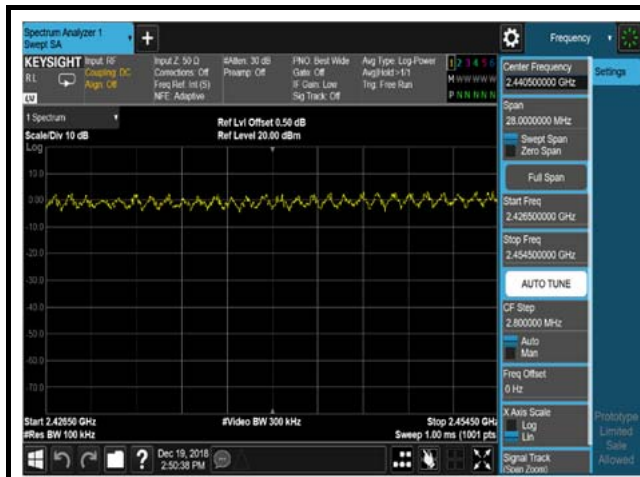 Spectrum Analyzer 1
Swept SA
+
Frequency
KEYSIGHT
Input: RF
Coupling: DC
Align: Off
R L
LXI
Input Z: 50 Ω
Corrections: Off
Freq Ref: Int (S)
NFE: Adaptive
#Atten: 30 dB
Preamp: Off
PNO: Best Wide
Gate: Off
IF Gain: Low
Sig Track: Off
Avg Type: Log-Power
Avg|Hold:>1/1
Trig: Free Run
1 2 3 4 5 6
M W W W W W
P N N N N N
1 Spectrum
Scale/Div 10 dB
Ref Lvl Offset 0.50 dB
Ref Level 20.00 dBm
Log
10.0
0.00
-10.0
-20.0
-30.0
-40.0
-50.0
-60.0
-70.0
Start 2.42650 GHz
#Res BW 100 kHz
#Video BW 300 kHz
Stop 2.45450 GHz
Sweep 1.00 ms (1001 pts
Dec 19, 2018
2:50:38 PM
Center Frequency
2.440500000 GHz
Settings
Span
28.0000000 MHz
Swept Span
Zero Span
Full Span
Start Freq
2.426500000 GHz
Stop Freq
2.454500000 GHz
AUTO TUNE
CF Step
2.800000 MHz
Auto
Man
Freq Offset
0 Hz
X Axis Scale
Log
Lin
Signal Track
(Span Zoom)
Prototype
Limited
Sale
Allowed